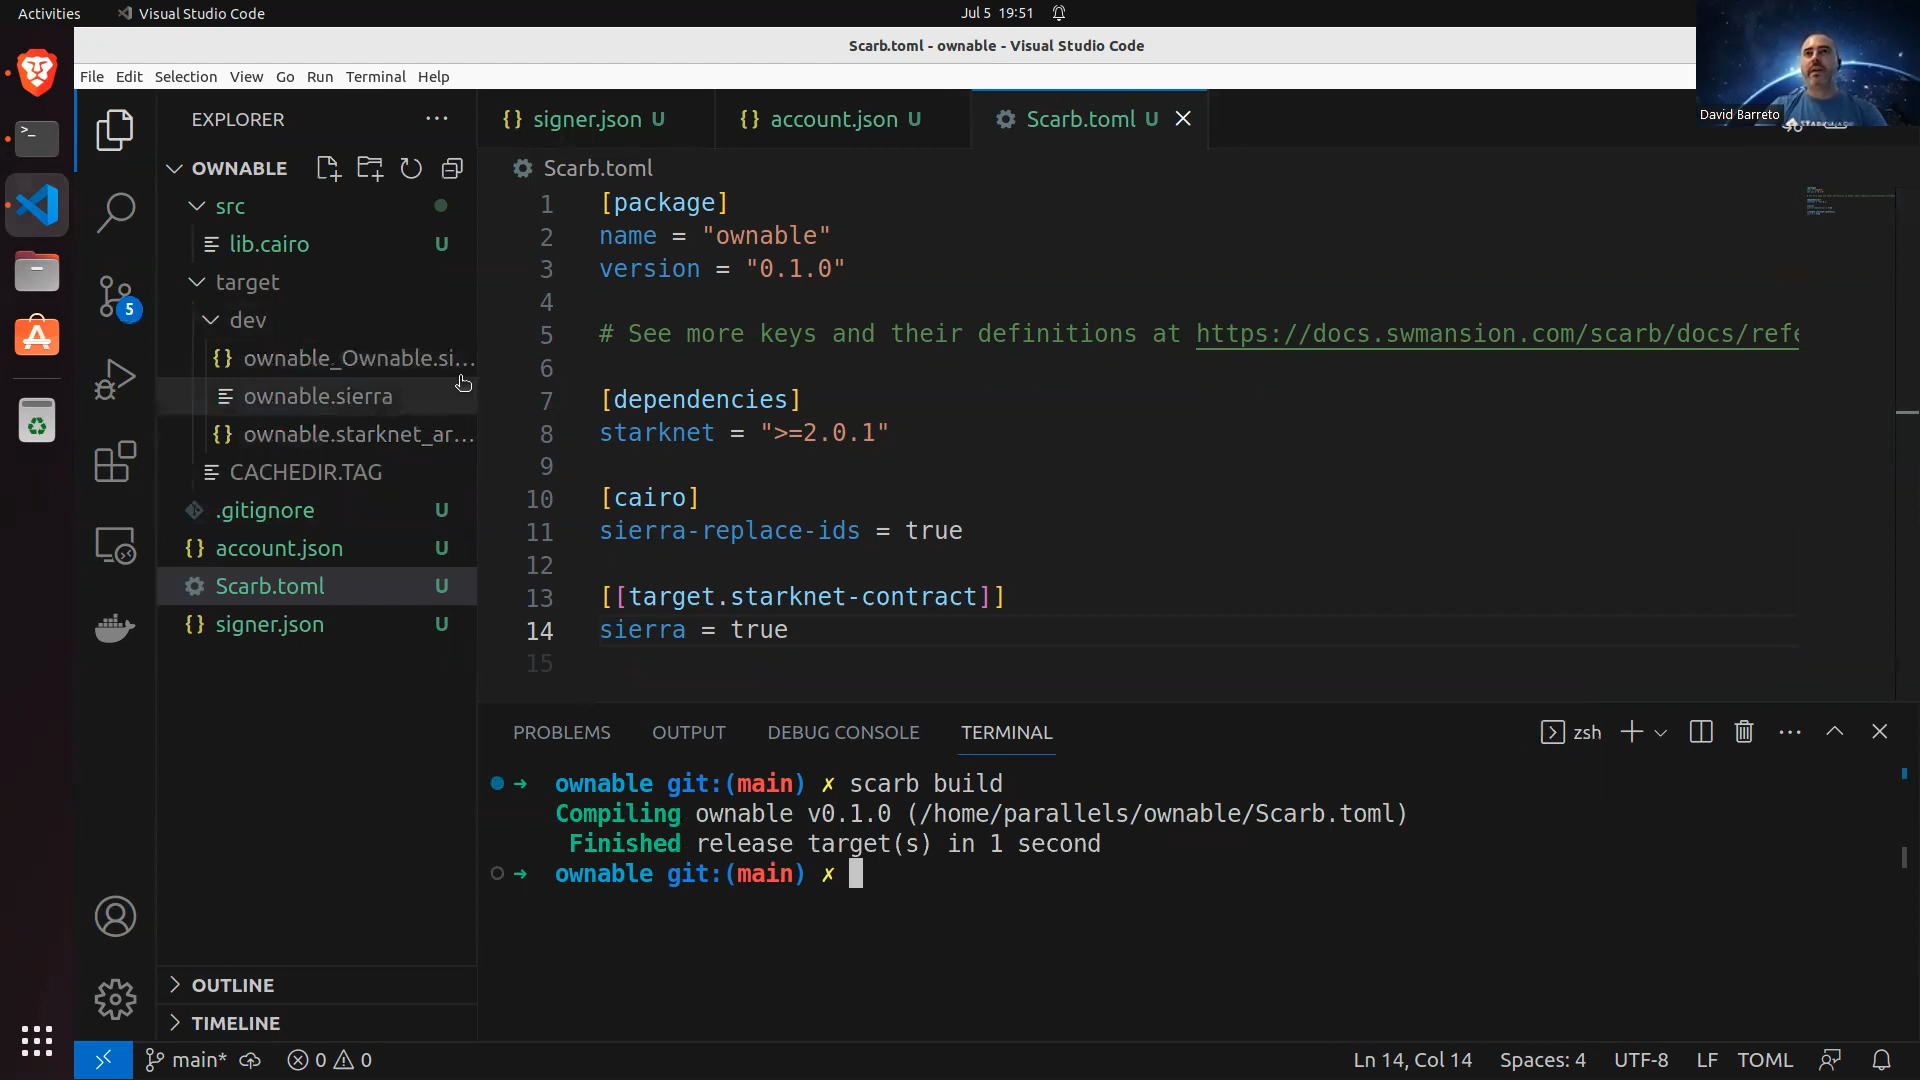 Activities
Visual Studio Code
Jul 5 19:51
Scarb.toml - ownable - Visual Studio Code
File Edit Selection View Go Run Terminal Help
David Barreto
EXPLORER
signer.json U
account.json U
Scarb.toml U
OWNABLE
Scarb.toml
src
lib.cairo U
target
dev
ownable_Ownable.si...
ownable.sierra
ownable.starknet_ar...
CACHEDIR.TAG
.gitignore U
account.json U
Scarb.toml U
signer.json U
5
OUTLINE
TIMELINE
1 [package]
2 name = "ownable"
3 version = "0.1.0"
4
5 # See more keys and their definitions at https://docs.swmansion.com/scarb/docs/refe
6
7 [dependencies]
8 starknet = ">=2.0.1"
9
10 [cairo]
11 sierra-replace-ids = true
12
13 [[target.starknet-contract]]
14 sierra = true
15
PROBLEMS OUTPUT DEBUG CONSOLE TERMINAL
zsh
→ ownable git:(main) ✗ scarb build
Compiling ownable v0.1.0 (/home/parallels/ownable/Scarb.toml)
Finished release target(s) in 1 second
→ ownable git:(main) ✗
main* 0 0
Ln 14, Col 14 Spaces: 4 UTF-8 LF TOML